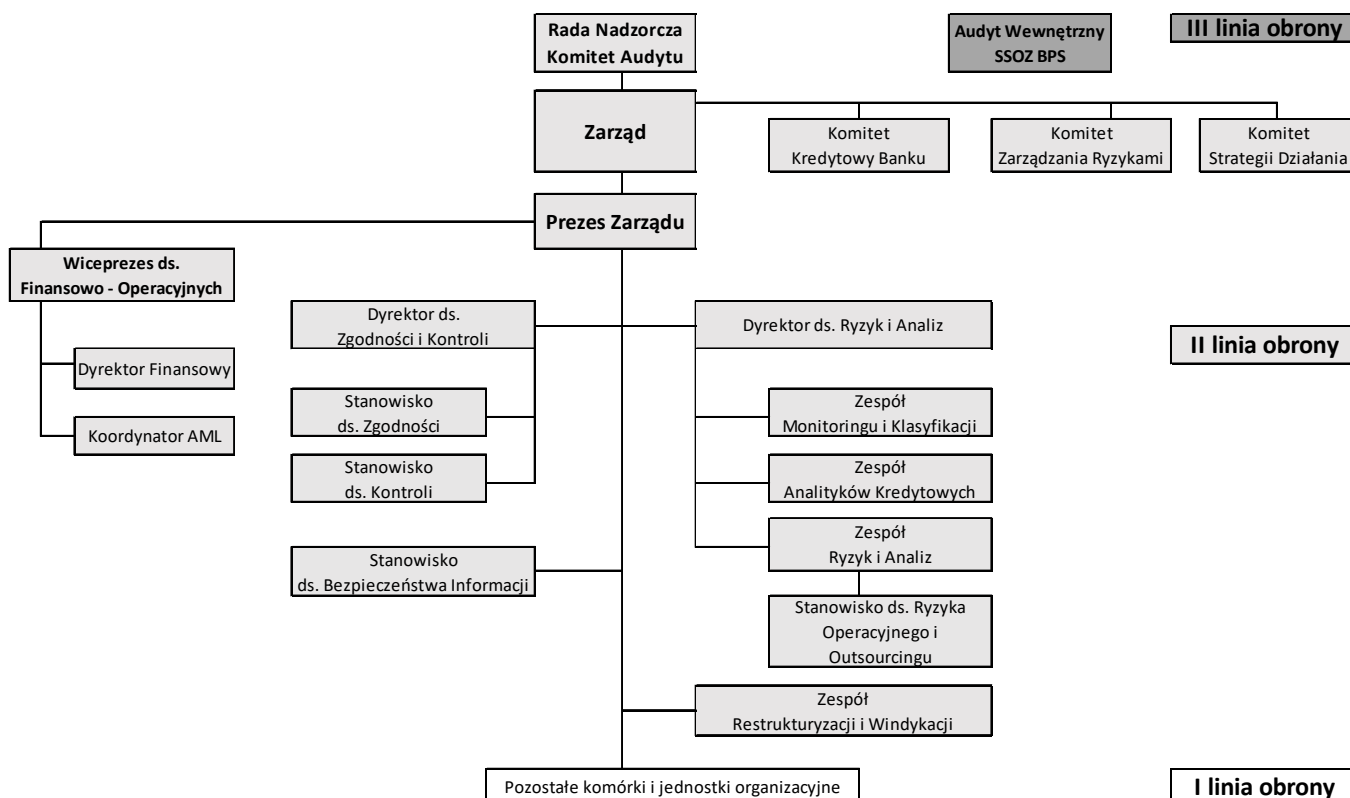 Rada Nadzorcza
Komitet Audytu
Audyt Wewnętrzny
SSOZ BPS
III linia obrony
Zarząd
Komitet
Kredytowy Banku
Komitet
Zarządzania Ryzykami
Komitet
Strategii Działania
Prezes Zarządu
Wiceprezes ds.
Finansowo - Operacyjnych
Dyrektor ds.
Zgodności i Kontroli
Dyrektor ds. Ryzyk i Analiz
II linia obrony
Dyrektor Finansowy
Koordynator AML
Stanowisko
ds. Zgodności
Zespół
Monitoringu i Klasyfikacji
Stanowisko
ds. Kontroli
Zespół
Analityków Kredytowych
Zespół
Ryzyk i Analiz
Stanowisko
ds. Bezpieczeństwa Informacji
Stanowisko ds. Ryzyka
Operacyjnego i
Outsourcingu
Zespół
Restrukturyzacji i Windykacji
Pozostałe komórki i jednostki organizacyjne
I linia obrony